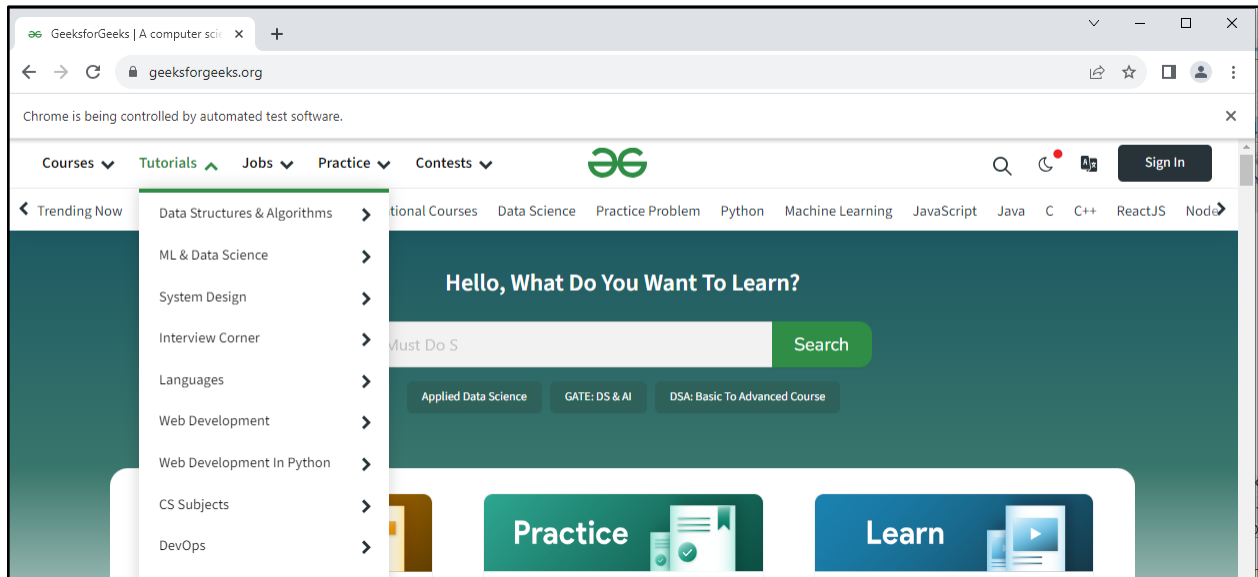 GeeksforGeeks | A computer scie
geeksforgeeks.org
Chrome is being controlled by automated test software.
Courses Tutorials Jobs Practice Contests Sign In
Trending Now tional Courses Data Science Practice Problem Python Machine Learning JavaScript Java C C++ ReactJS Node
Data Structures & Algorithms
ML & Data Science
System Design
Interview Corner
Languages
Web Development
Web Development In Python
CS Subjects
DevOps
Hello, What Do You Want To Learn?
Must Do S Search
Applied Data Science GATE: DS & AI DSA: Basic To Advanced Course
Practice Learn